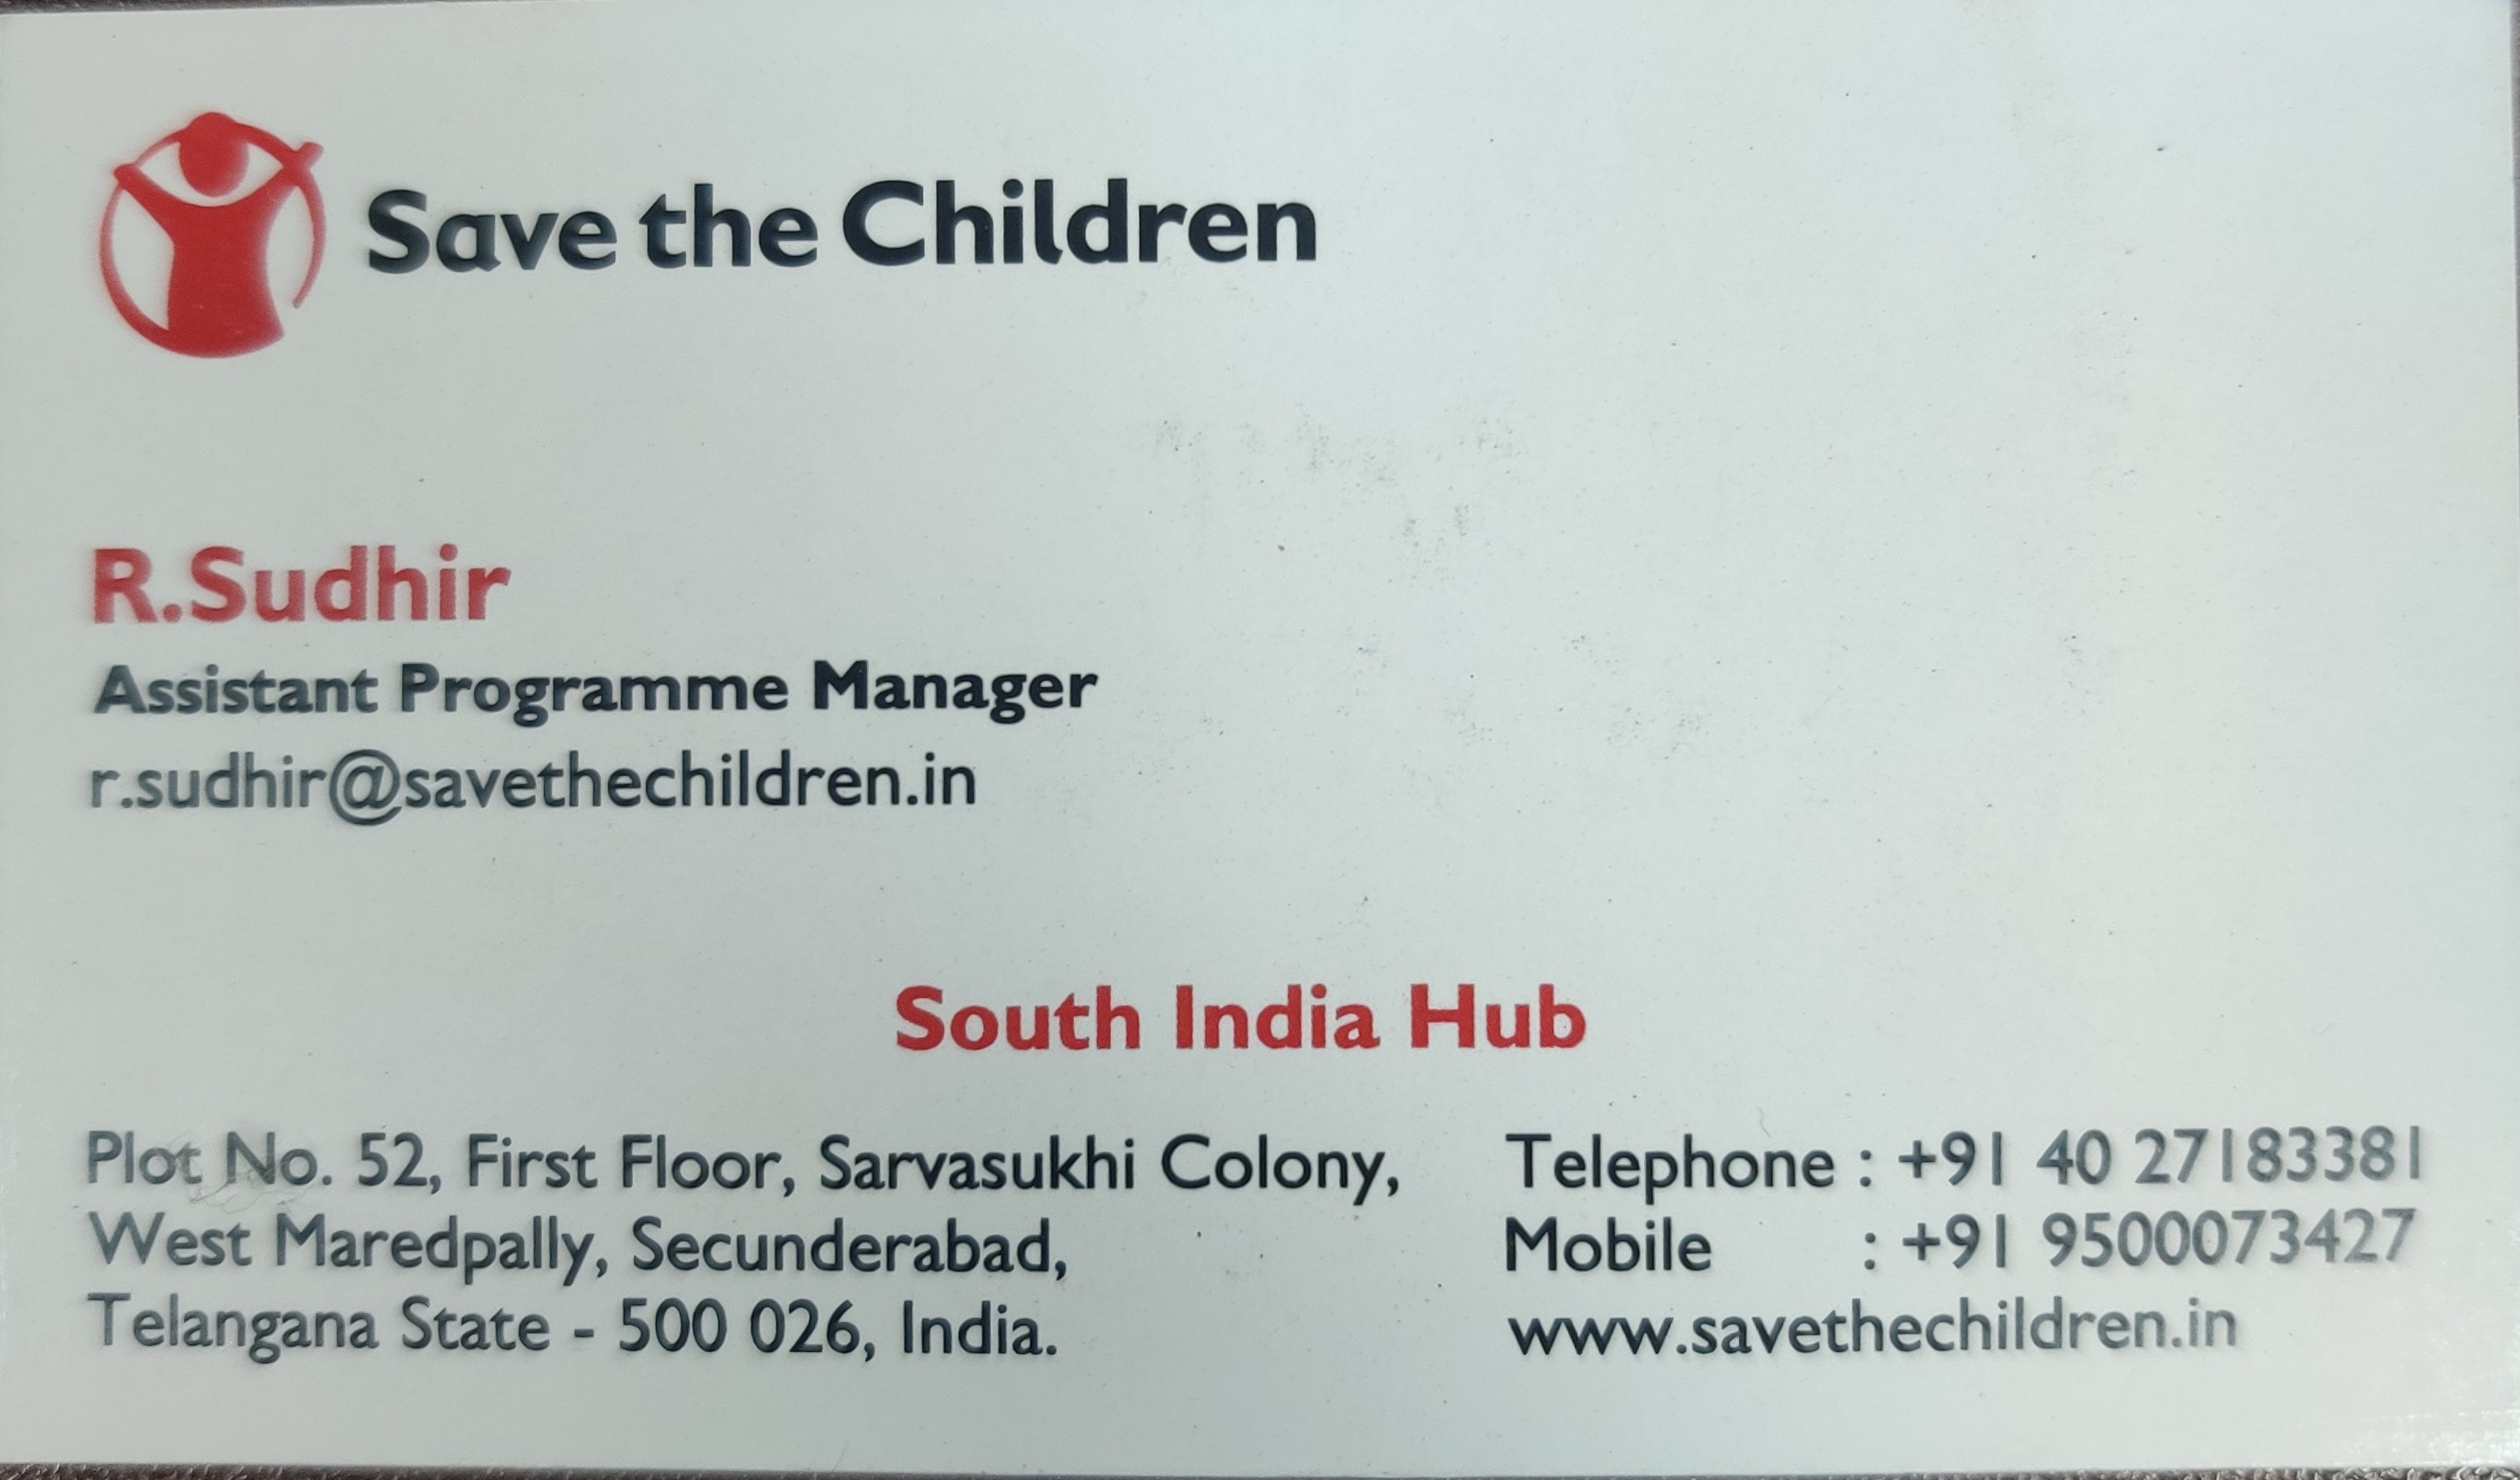 Save the Children
R.Sudhir
Assistant Programme Manager
r.sudhir@savethechildren.in
South India Hub
Plot No. 52, First Floor, Sarvasukhi Colony,
West Maredpally, Secunderabad,
Telangana State - 500 026, India.
Telephone : +91 40 27183381
Mobile : +91 9500073427
www.savethechildren.in